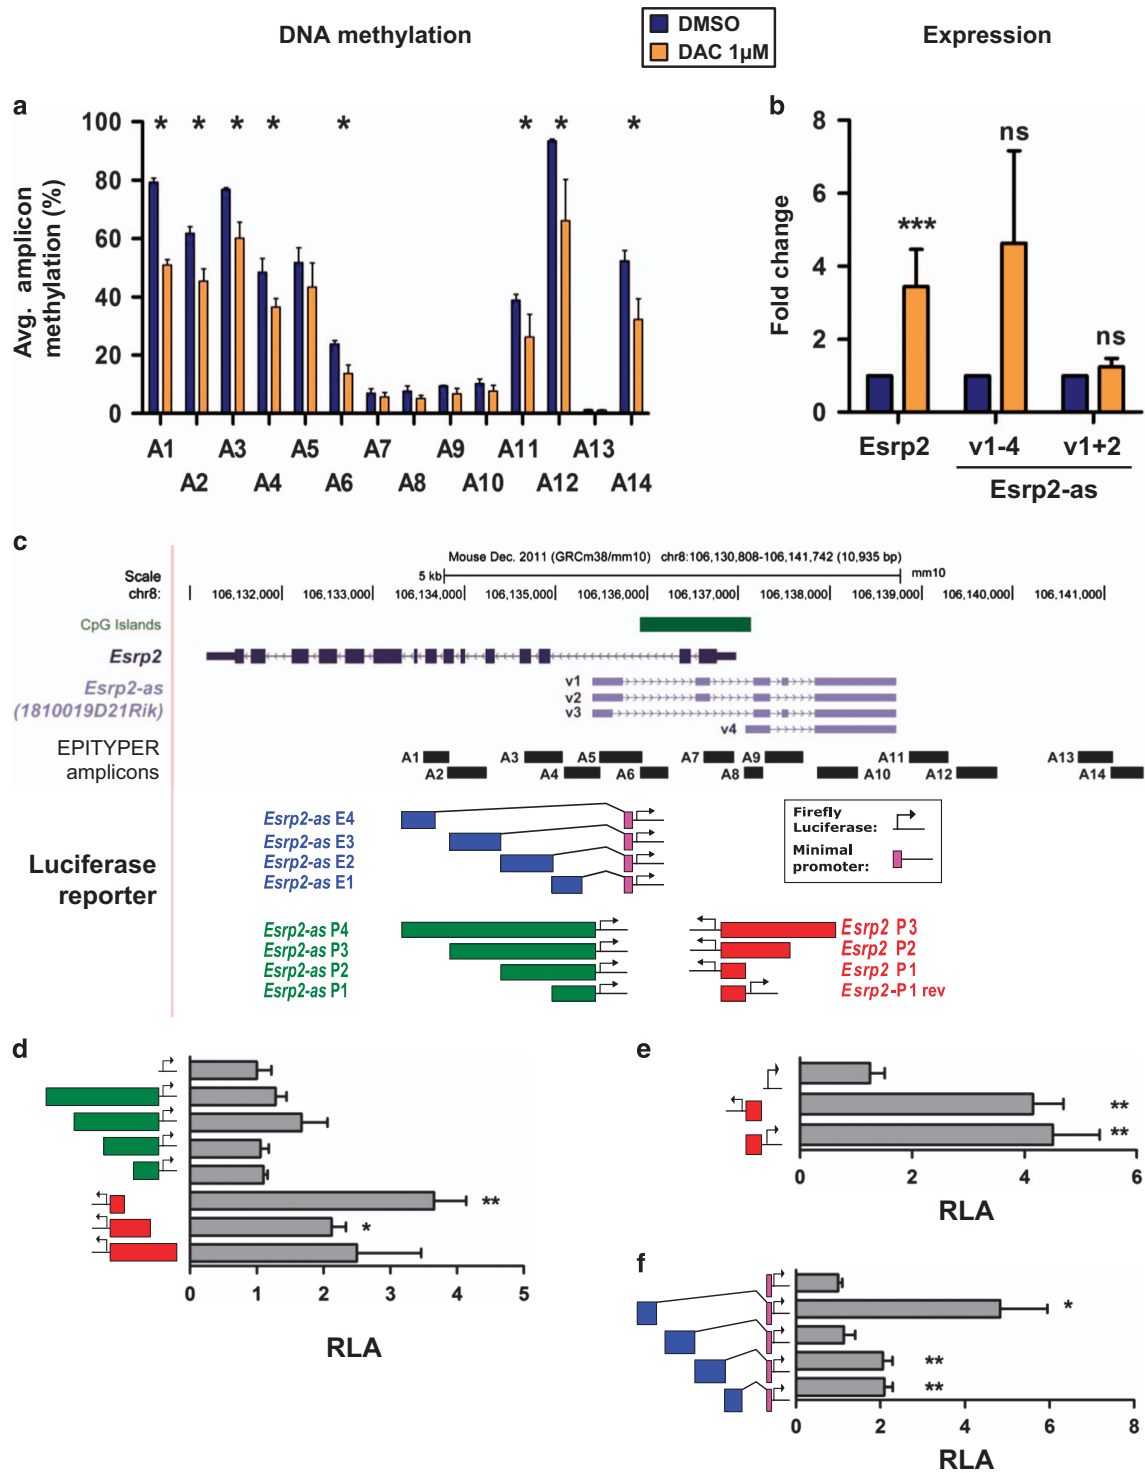 DNA methylation
DMSO
DAC 1µM
Expression
a
100
80
60
40
20
0
Avg. amplicon
methylation (%)
* * * * * * * *
A1 A3 A5 A7 A9 A11 A13
A2 A4 A6 A8 A10 A12 A14
b
8
6
4
2
0
Fold change
***
ns
ns
Esrp2 v1-4 v1+2
Esrp2-as
c
Mouse Dec. 2011 (GRCm38/mm10) chr8:106,130,808-106,141,742 (10,935 bp)
Scale 5 kb mm10
chr8: 106,132,000 106,133,000 106,134,000 106,135,000 106,136,000 106,137,000 106,138,000 106,139,000 106,140,000 106,141,000
CpG Islands
Esrp2
Esrp2-as
(1810019D21Rik)
v1
v2
v3
v4
EPITYPER
amplicons
A1 A3 A5 A7 A9 A11 A13
A2 A4 A6 A8 A10 A12 A14
Luciferase
reporter
Esrp2-as E4
Esrp2-as E3
Esrp2-as E2
Esrp2-as E1
Firefly
Luciferase:
Minimal
promoter:
Esrp2-as P4
Esrp2-as P3
Esrp2-as P2
Esrp2-as P1
Esrp2 P3
Esrp2 P2
Esrp2 P1
Esrp2-P1 rev
d
**
*
0 1 2 3 4 5
RLA
e
**
**
0 2 4 6
RLA
f
*
**
**
0 2 4 6 8
RLA